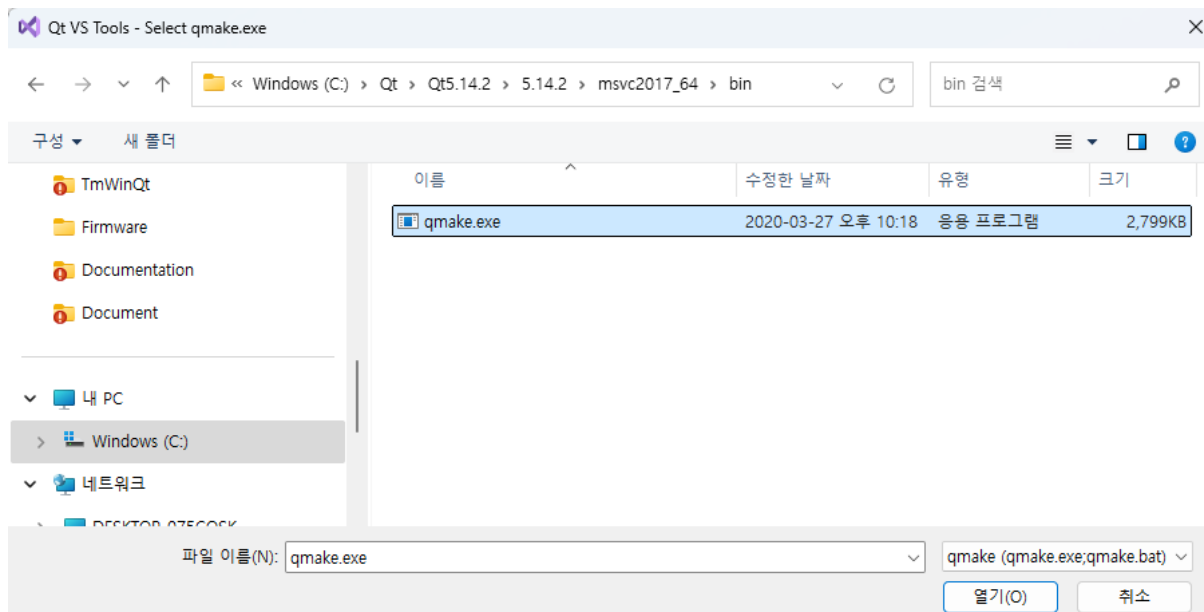 Qt VS Tools - Select qmake.exe
« Windows (C:) > Qt > Qt5.14.2 > 5.14.2 > msvc2017_64 > bin
bin 검색
구성 새 폴더
이름 수정한 날짜 유형 크기
qmake.exe 2020-03-27 오후 10:18 응용 프로그램 2,799KB
TmWinQt
Firmware
Documentation
Document
내 PC
Windows (C:)
네트워크
파일 이름(N): qmake.exe qmake (qmake.exe;qmake.bat)
열기(O) 취소